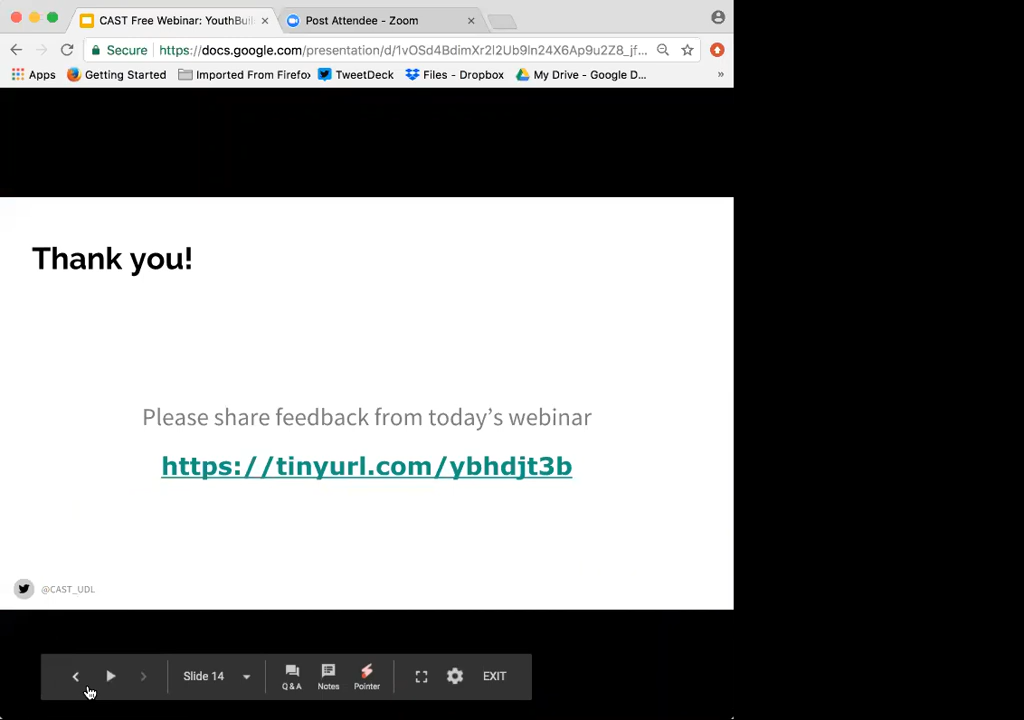 CAST Free Webinar: YouthBuil
Post Attendee - Zoom
Secure
https://docs.google.com/presentation/d/1vOSd4BdimXr2l2Ub9ln24X6Ap9u2Z8_jf...
Apps
Getting Started
Imported From Firefox
TweetDeck
Files - Dropbox
My Drive - Google D...
»
Thank you!
Please share feedback from today’s webinar
https://tinyurl.com/ybhdjt3b
@CAST_UDL
Slide 14
Q & A
Notes
Pointer
EXIT